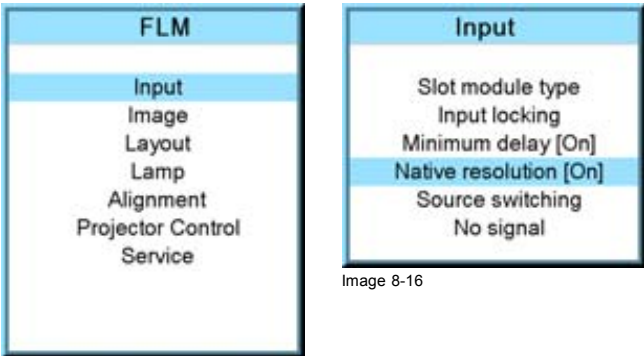 FLM
Input
Image
Layout
Lamp
Alignment
Projector Control
Service
Input
Slot module type
Input locking
Minimum delay [On]
Native resolution [On]
Source switching
No signal
Image 8-16